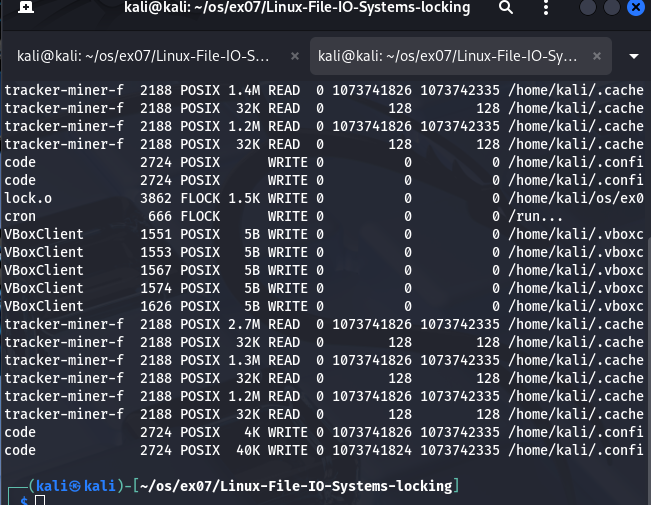 kali@kali: ~/os/ex07/Linux-File-IO-Systems-locking
kali@kali: ~/os/ex07/Linux-File-IO-S... × kali@kali: ~/os/ex07/Linux-File-IO-Sy... ×
tracker-miner-f  2188 POSIX 1.4M READ  0 1073741826 1073742335 /home/kali/.cache
tracker-miner-f  2188 POSIX  32K READ  0        128        128 /home/kali/.cache
tracker-miner-f  2188 POSIX 1.2M READ  0 1073741826 1073742335 /home/kali/.cache
tracker-miner-f  2188 POSIX  32K READ  0        128        128 /home/kali/.cache
code             2724 POSIX      WRITE 0          0          0 /home/kali/.confi
code             2724 POSIX      WRITE 0          0          0 /home/kali/.confi
lock.o           3862 FLOCK 1.5K WRITE 0          0          0 /home/kali/os/ex0
cron              666 FLOCK      WRITE 0          0          0 /run...
VBoxClient       1551 POSIX   5B WRITE 0          0          0 /home/kali/.vboxc
VBoxClient       1553 POSIX   5B WRITE 0          0          0 /home/kali/.vboxc
VBoxClient       1567 POSIX   5B WRITE 0          0          0 /home/kali/.vboxc
VBoxClient       1574 POSIX   5B WRITE 0          0          0 /home/kali/.vboxc
VBoxClient       1626 POSIX   5B WRITE 0          0          0 /home/kali/.vboxc
tracker-miner-f  2188 POSIX 2.7M READ  0 1073741826 1073742335 /home/kali/.cache
tracker-miner-f  2188 POSIX  32K READ  0        128        128 /home/kali/.cache
tracker-miner-f  2188 POSIX 1.3M READ  0 1073741826 1073742335 /home/kali/.cache
tracker-miner-f  2188 POSIX  32K READ  0        128        128 /home/kali/.cache
tracker-miner-f  2188 POSIX 1.2M READ  0 1073741826 1073742335 /home/kali/.cache
tracker-miner-f  2188 POSIX  32K READ  0        128        128 /home/kali/.cache
code             2724 POSIX   4K WRITE 0 1073741826 1073742335 /home/kali/.confi
code             2724 POSIX  40K WRITE 0 1073741824 1073742335 /home/kali/.confi
┌──(kali㉿kali)-[~/os/ex07/Linux-File-IO-Systems-locking]
$